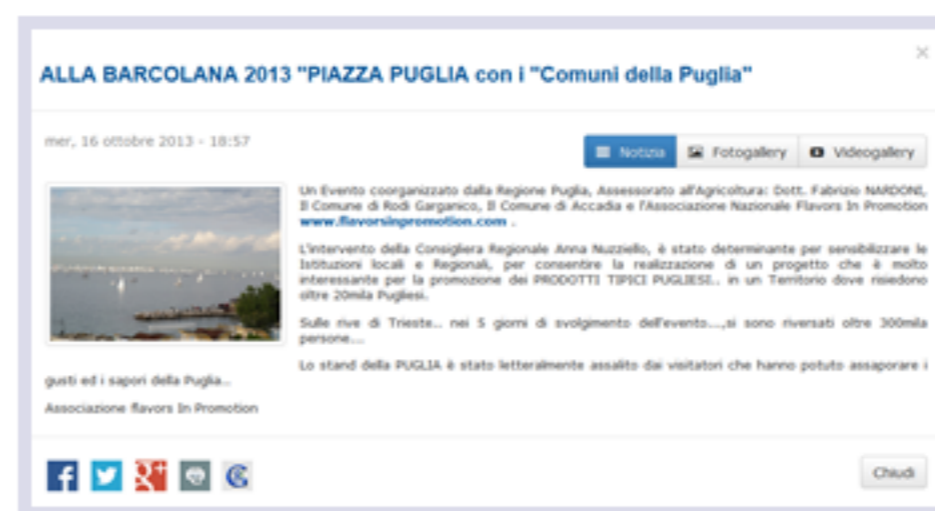 ALLA BARCOLANA 2013 "PIAZZA PUGLIA con i "Comuni della Puglia"
×
mer, 16 ottobre 2013 - 18:57
Notizia Fotogallery Videogallery
Un Evento coorganizzato dalla Regione Puglia, Assessorato all'Agricoltura: Dott. Fabrizio NARDONI,
Il Comune di Rodi Garganico, Il Comune di Accadia e l'Associazione Nazionale Flavors In Promotion
www.flavorsinpromotion.com .
L'intervento della Consigliera Regionale Anna Nuzziello, è stato determinante per sensibilizzare le
Istituzioni locali e Regionali, per consentire la realizzazione di un progetto che è molto
interessante per la promozione dei PRODOTTI TIPICI PUGLIESI.. in un Territorio dove risiedono
oltre 20mila Pugliesi.
Sulle rive di Trieste... nei 5 giorni di svolgimento dell'evento...,si sono riversati oltre 300mila
persone....
Lo stand della PUGLIA è stato letteralmente assalito dai visitatori che hanno potuto assaporare i
gusti ed i sapori della Puglia...
Associazione flavors In Promotion
Chiudi